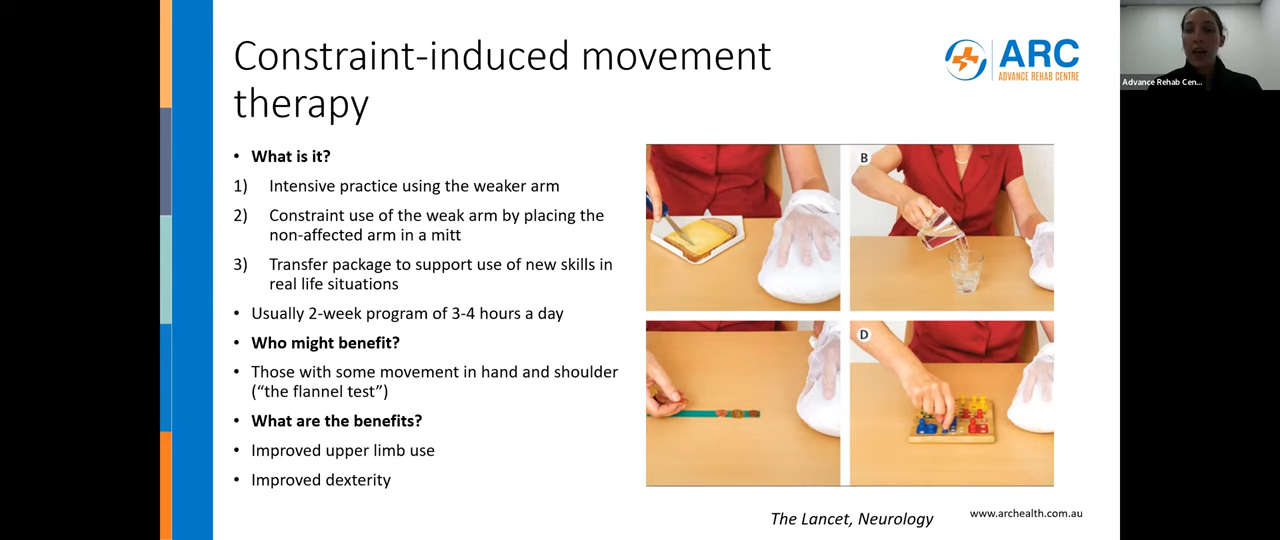 Constraint-induced movement
therapy
ARC
ADVANCE REHAB CENTRE
Advance Rehab Cen...
• What is it?
1) Intensive practice using the weaker arm
2) Constraint use of the weak arm by placing the
non-affected arm in a mitt
3) Transfer package to support use of new skills in
real life situations
• Usually 2-week program of 3-4 hours a day
• Who might benefit?
• Those with some movement in hand and shoulder
(“the flannel test”)
• What are the benefits?
• Improved upper limb use
• Improved dexterity
B
D
The Lancet, Neurology
www.archealth.com.au